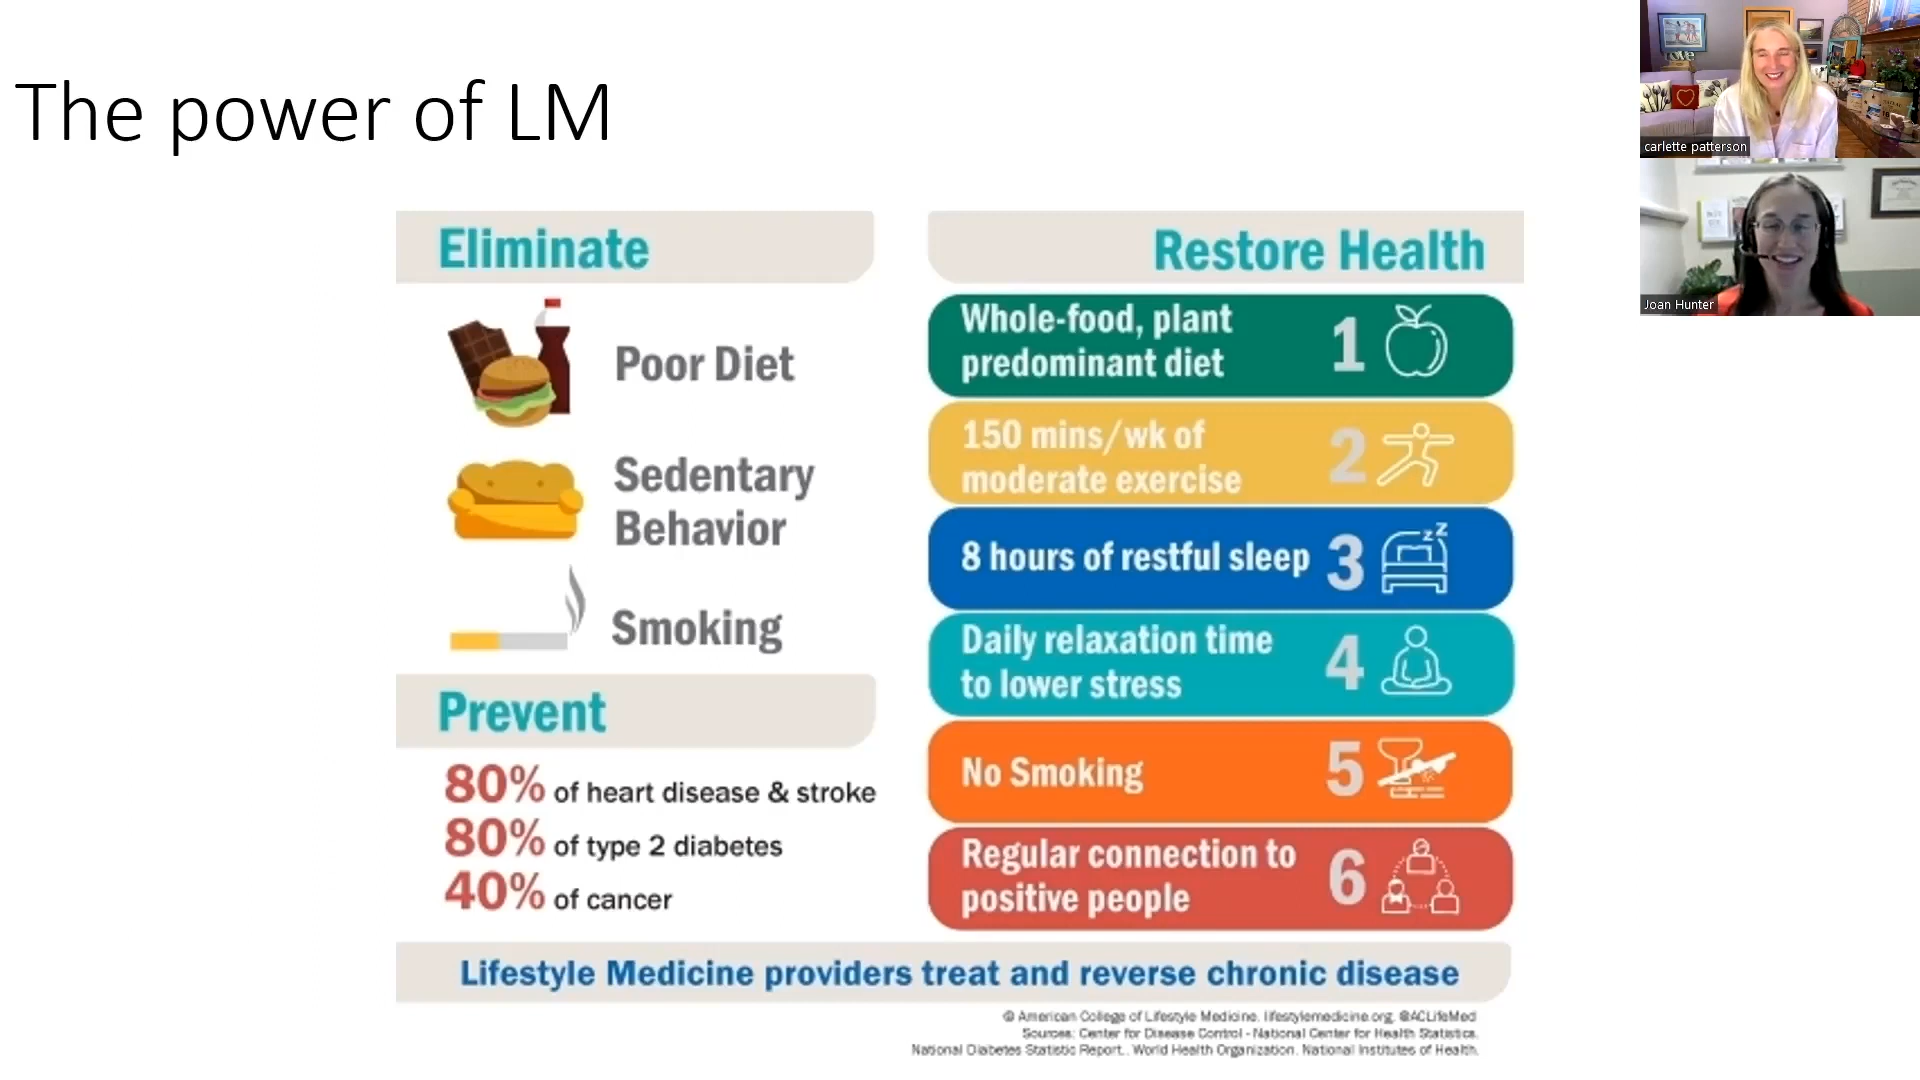 The power of LM
Eliminate
Poor Diet
Sedentary
Behavior
Smoking
Prevent
80% of heart disease & stroke
80% of type 2 diabetes
40% of cancer
Restore Health
Whole-food, plant
predominant diet
1
150 mins/wk of
moderate exercise
2
8 hours of restful sleep
3
zz
Daily relaxation time
to lower stress
4
No Smoking
5
Regular connection to
positive people
6
Lifestyle Medicine providers treat and reverse chronic disease
© American College of Lifestyle Medicine. lifestylemedicine.org. @ACLifeMed
Sources: Center for Disease Control - National Center for Health Statistics.
National Diabetes Statistic Report.. World Health Organization. National Institutes of Health.
love
carlette patterson
Joan Hunter